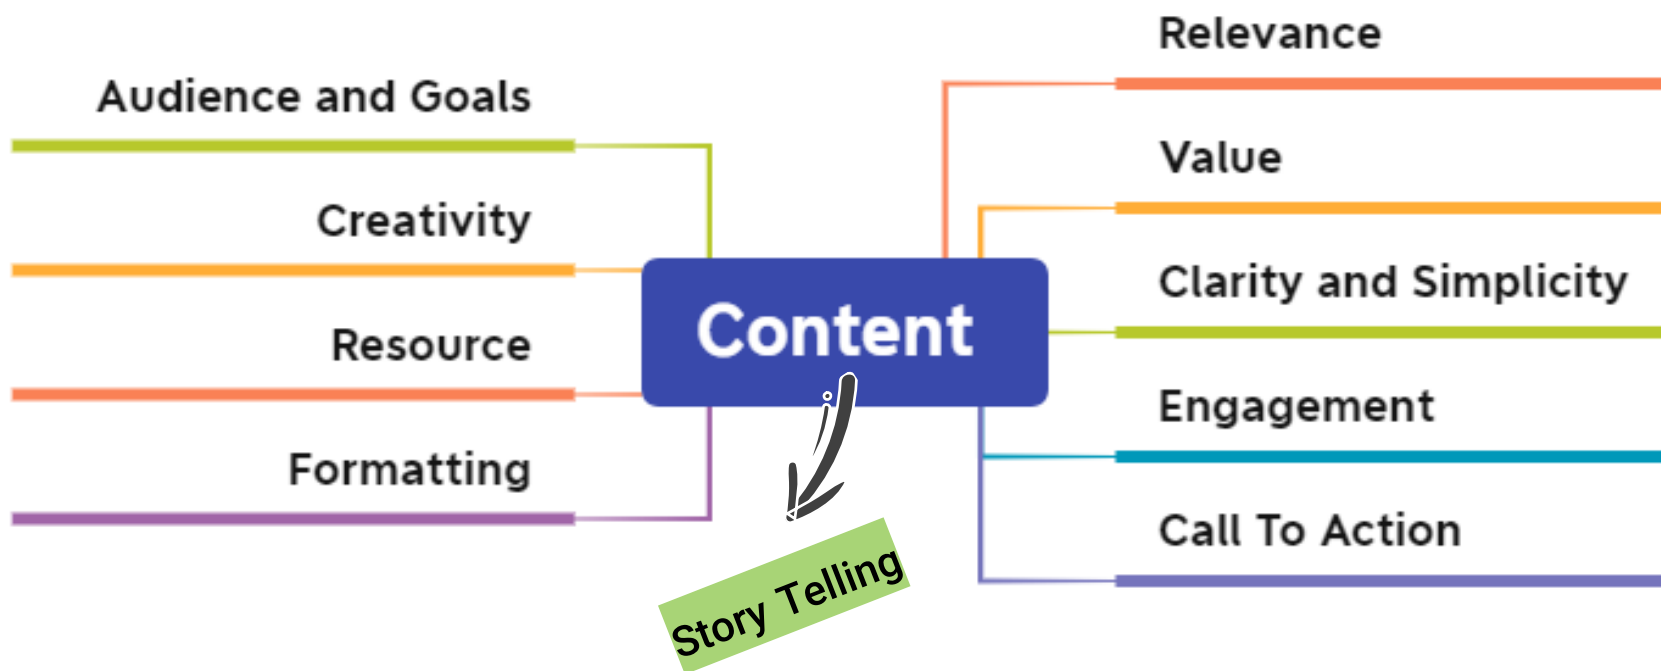 Audience and Goals
Creativity
Resource
Formatting
Content
Story Telling
Relevance
Value
Clarity and Simplicity
Engagement
Call To Action